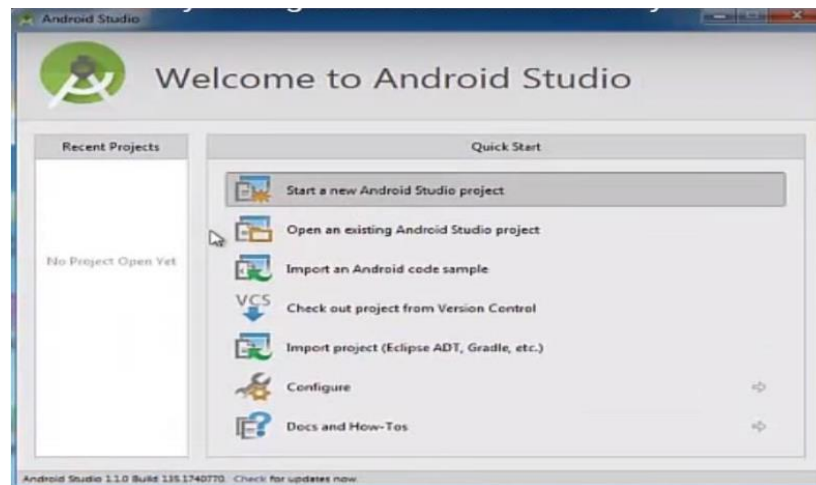 Android Studio
Welcome to Android Studio
Recent Projects
Quick Start
No Project Open Yet
Start a new Android Studio project
Open an existing Android Studio project
Import an Android code sample
VCS
Check out project from Version Control
Import project (Eclipse ADT, Gradle, etc.)
Configure
Docs and How-Tos
Android Studio 1.1.0 Build 135.1740770. Check for updates now.